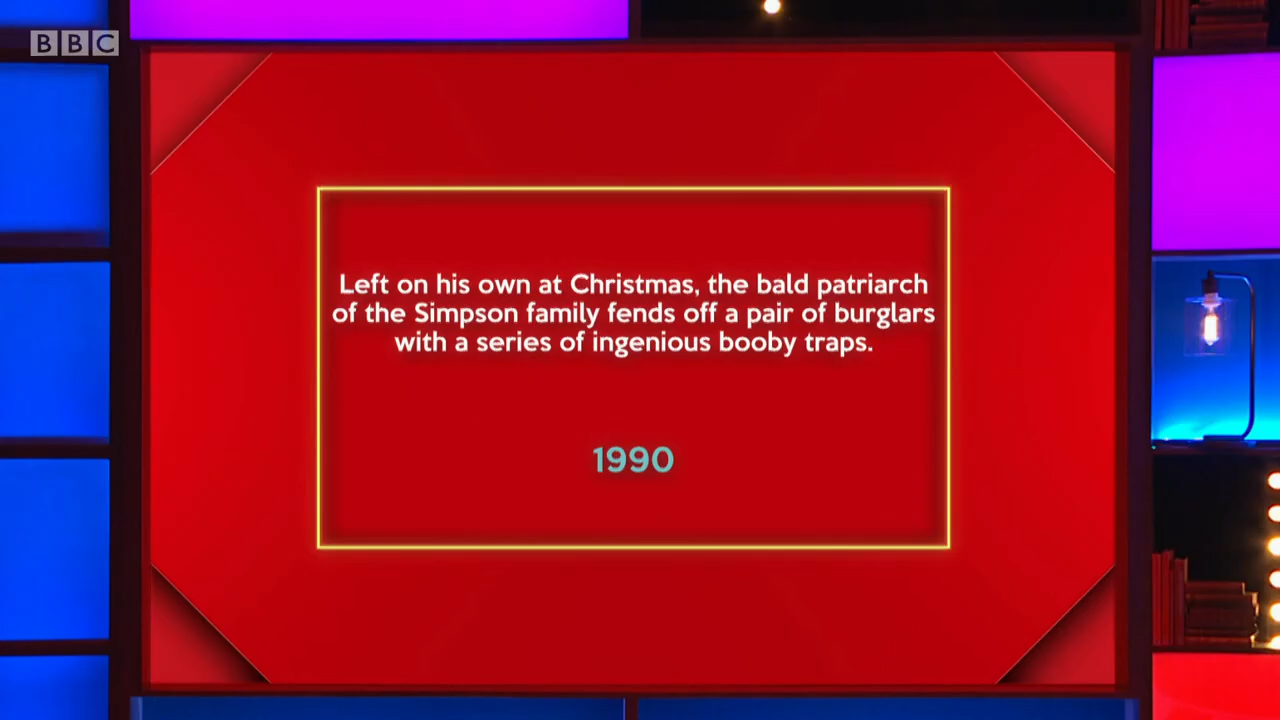 BBC
Left on his own at Christmas, the bald patriarch
of the Simpson family fends off a pair of burglars
with a series of ingenious booby traps.
1990